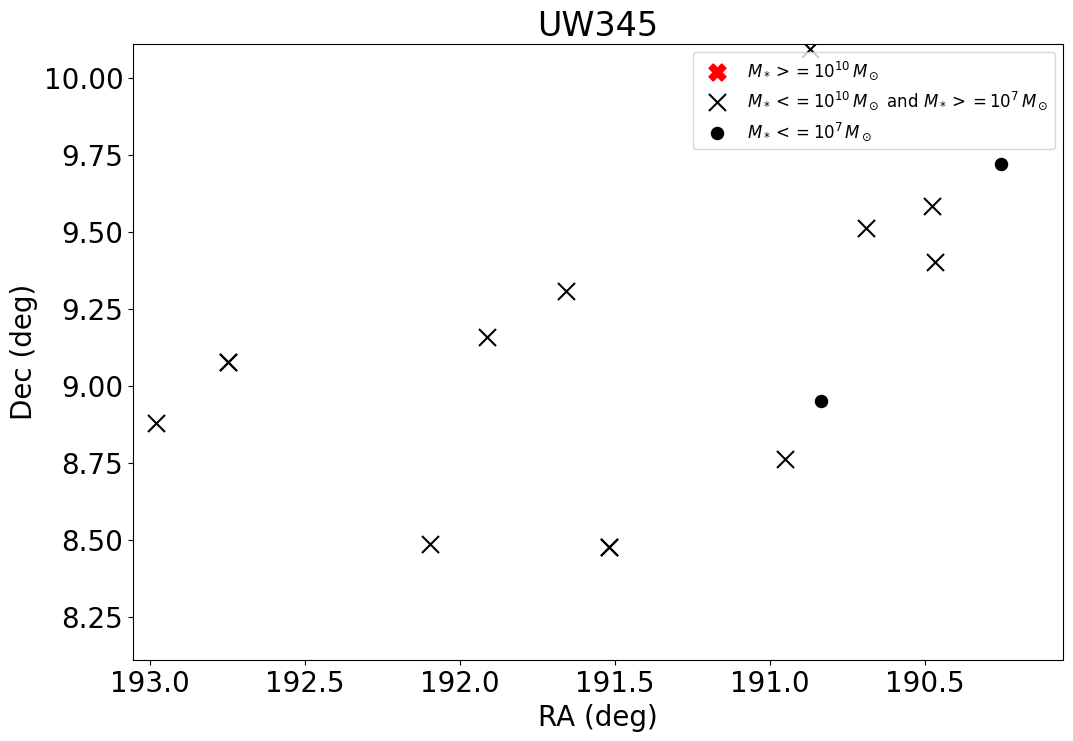 UW345
M* >= 10^10 M⊙
M* <= 10^10 M⊙ and M* >= 10^7 M⊙
M* <= 10^7 M⊙
10.00
9.75
9.50
9.25
9.00
8.75
8.50
8.25
Dec (deg)
193.0 192.5 192.0 191.5 191.0 190.5
RA (deg)